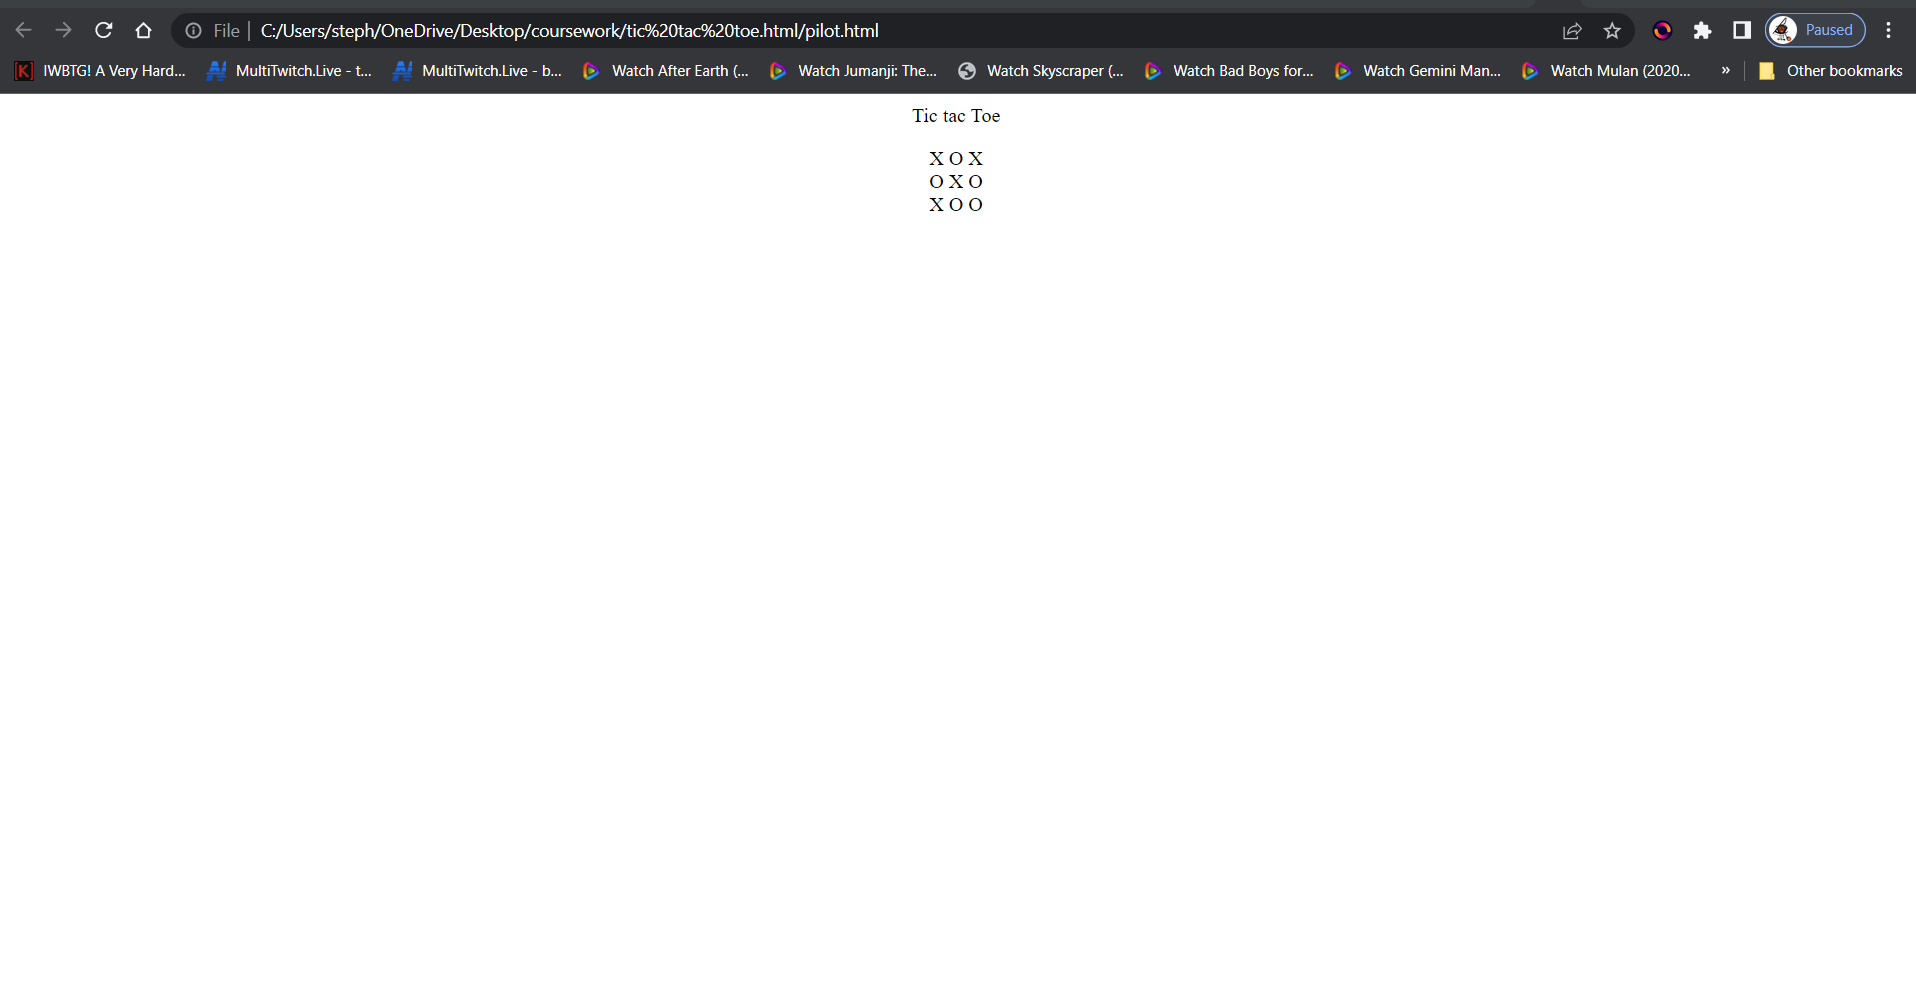 File C:/Users/steph/OneDrive/Desktop/coursework/tic%20tac%20toe.html/pilot.html Paused
IWBTG! A Very Hard... MultiTwitch.Live - t... MultiTwitch.Live - b... Watch After Earth (... Watch Jumanji: The... Watch Skyscraper (... Watch Bad Boys for... Watch Gemini Man... Watch Mulan (2020... » Other bookmarks
Tic tac Toe
X O X
O X O
X O O